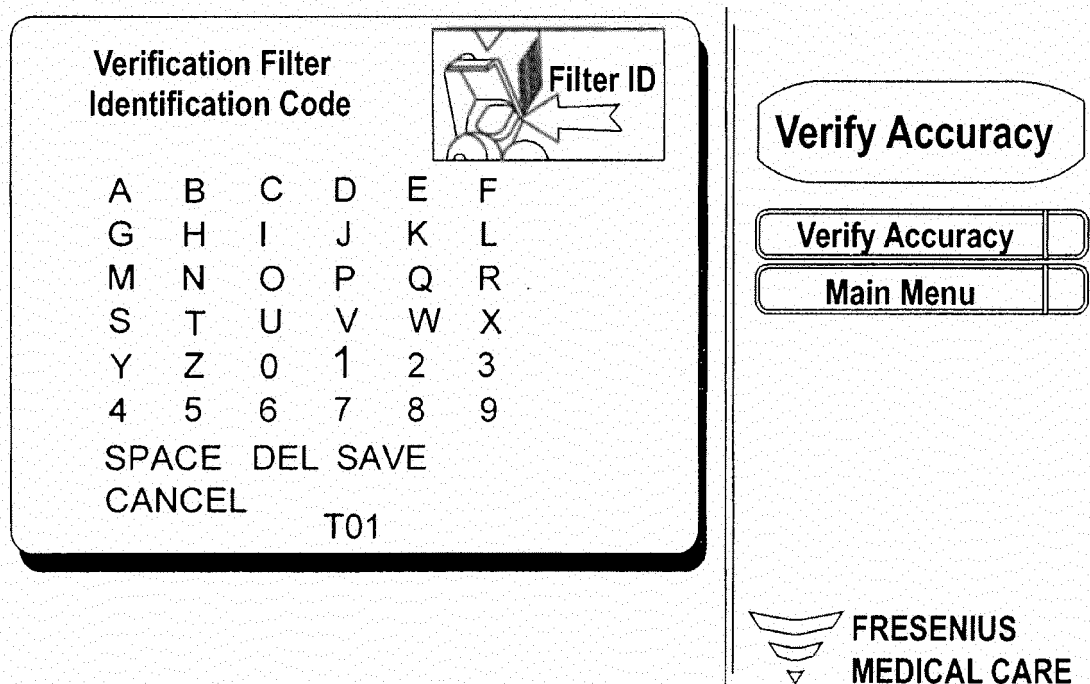 Verification Filter
Identification Code
Filter ID
A B C D E F
G H I J K L
M N O P Q R
S T U V W X
Y Z 0 1 2 3
4 5 6 7 8 9
SPACE DEL SAVE
CANCEL
T01
Verify Accuracy
Verify Accuracy
Main Menu
FRESENIUS
MEDICAL CARE